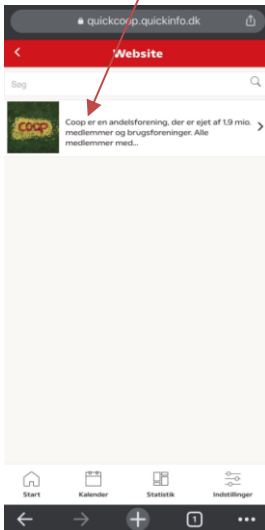 quickcoop.quickinfo.dk
Website
Søg
coop
Coop er en andelsforening, der er ejet af 1,9 mio.
medlemmer og brugsforeninger. Alle
medlemmer med...
Start Kalender Statistik Indstillinger
1